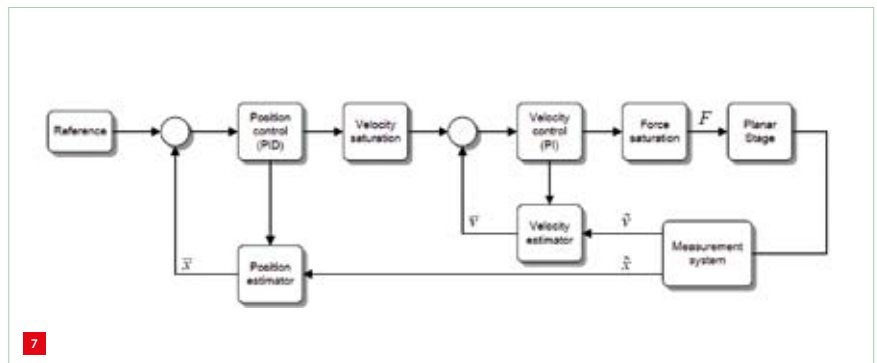 Reference
Position
control
(PID)
Velocity
saturation
Velocity
control
(PI)
Force
saturation
F
Planar
Stage
Velocity
estimator
v̅
ṽ
Measurement
system
Position
estimator
x̅
x̃
7